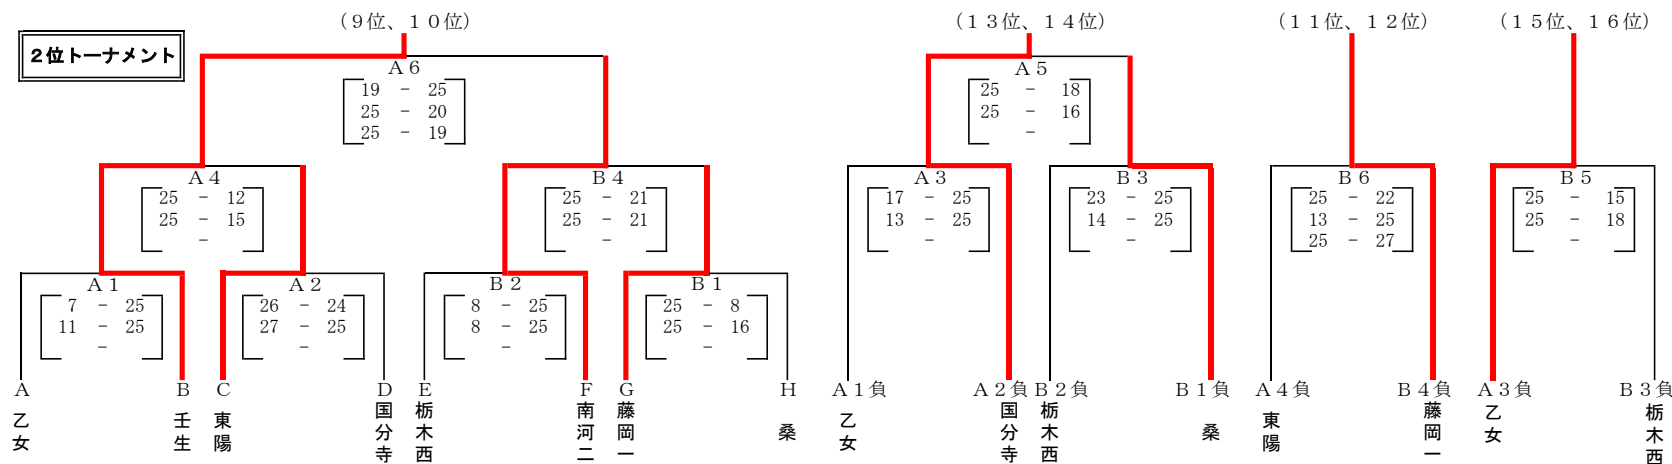 (９位、１０位)
(１３位、１４位)
(１１位、１２位)
(１５位、１６位)
２位トーナメント
Ａ６
19 - 25
25 - 20
25 - 19
Ａ５
25 - 18
25 - 16
-
Ａ４
25 - 12
25 - 15
-
Ｂ４
25 - 21
25 - 21
-
Ａ３
17 - 25
13 - 25
-
Ｂ３
23 - 25
14 - 25
-
Ｂ６
25 - 22
13 - 25
25 - 27
Ｂ５
25 - 15
25 - 18
-
Ａ１
7 - 25
11 - 25
-
Ａ２
26 - 24
27 - 25
-
Ｂ２
8 - 25
8 - 25
-
Ｂ１
25 - 8
25 - 16
-
Ａ Ｂ Ｃ Ｄ Ｅ Ｆ Ｇ Ｈ
Ａ１負 Ａ２負 Ｂ２負 Ｂ１負 Ａ４負 Ｂ４負 Ａ３負 Ｂ３負
乙女
壬生
東陽
国分寺
栃木西
南河二
藤岡一
桑
乙女
国分寺
栃木西
桑
東陽
藤岡一
乙女
栃木西